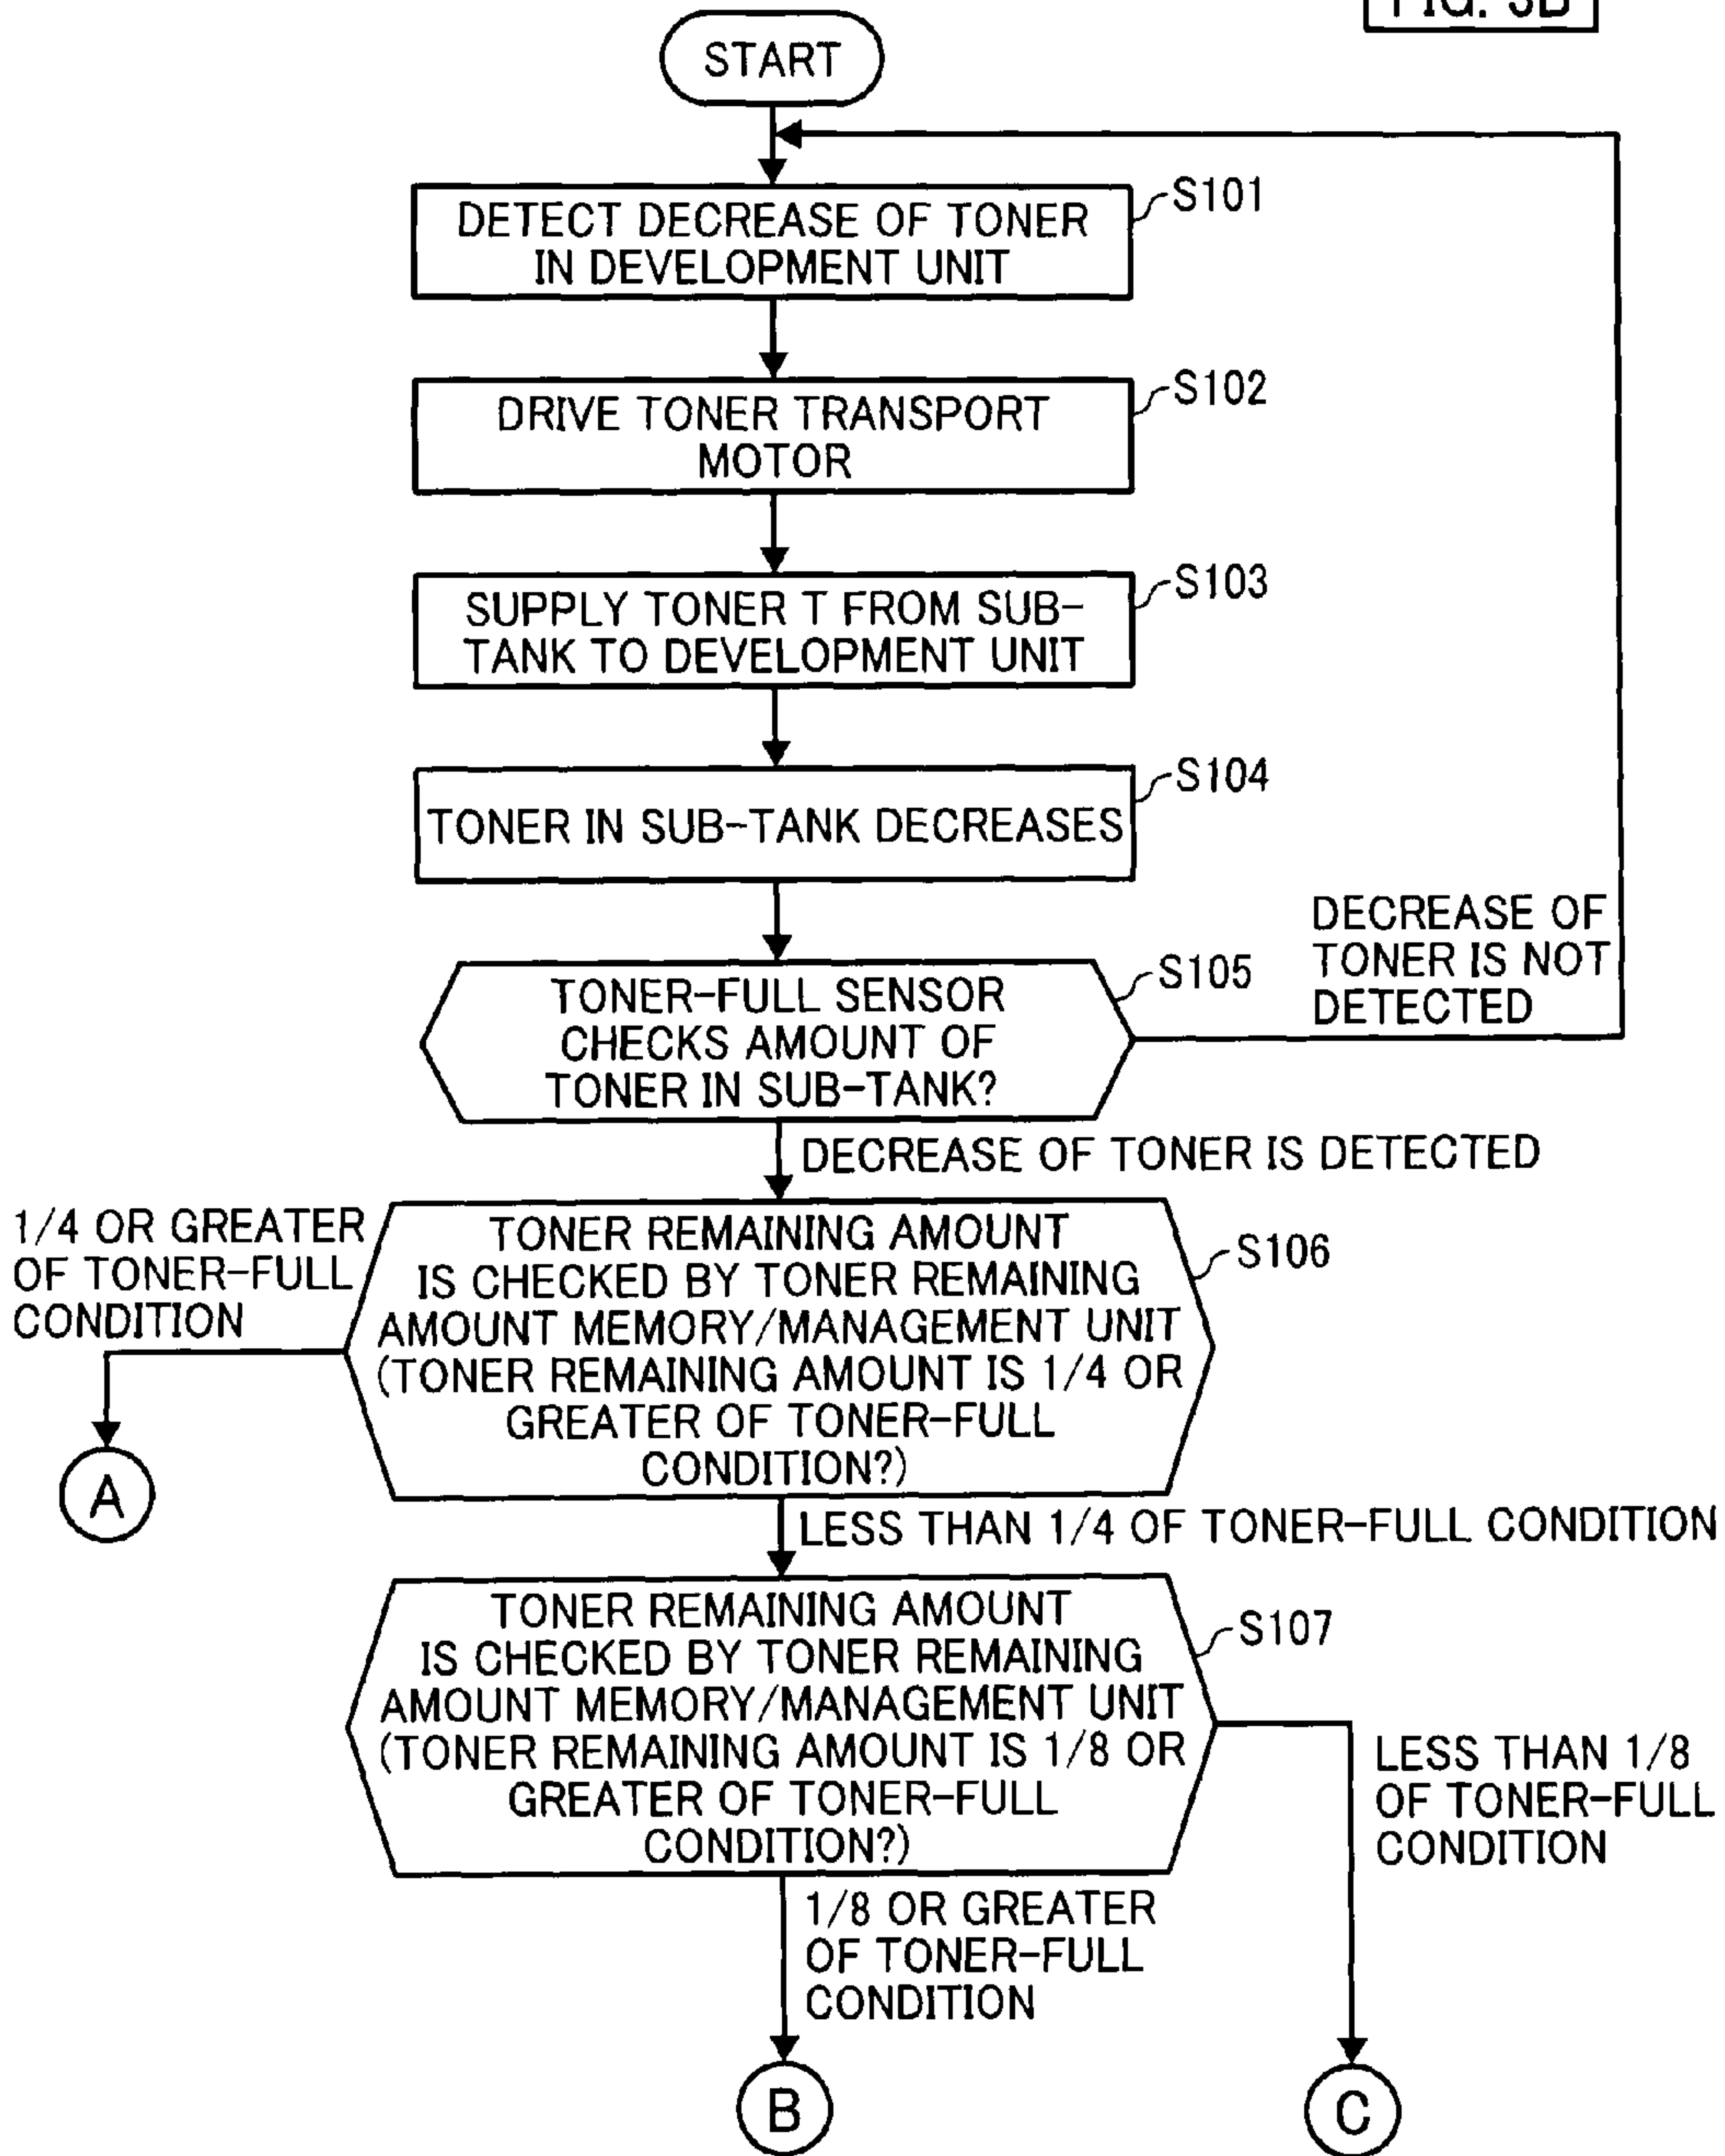 FIG. 3B
START
DETECT DECREASE OF TONER
IN DEVELOPMENT UNIT
S101
DRIVE TONER TRANSPORT
MOTOR
S102
SUPPLY TONER T FROM SUB-
TANK TO DEVELOPMENT UNIT
S103
TONER IN SUB-TANK DECREASES
S104
TONER-FULL SENSOR
CHECKS AMOUNT OF
TONER IN SUB-TANK?
S105
DECREASE OF
TONER IS NOT
DETECTED
DECREASE OF TONER IS DETECTED
1/4 OR GREATER
OF TONER-FULL
CONDITION
TONER REMAINING AMOUNT
IS CHECKED BY TONER REMAINING
AMOUNT MEMORY/MANAGEMENT UNIT
(TONER REMAINING AMOUNT IS 1/4 OR
GREATER OF TONER-FULL
CONDITION?)
S106
A
LESS THAN 1/4 OF TONER-FULL CONDITION
TONER REMAINING AMOUNT
IS CHECKED BY TONER REMAINING
AMOUNT MEMORY/MANAGEMENT UNIT
(TONER REMAINING AMOUNT IS 1/8 OR
GREATER OF TONER-FULL
CONDITION?)
S107
LESS THAN 1/8
OF TONER-FULL
CONDITION
1/8 OR GREATER
OF TONER-FULL
CONDITION
B
C